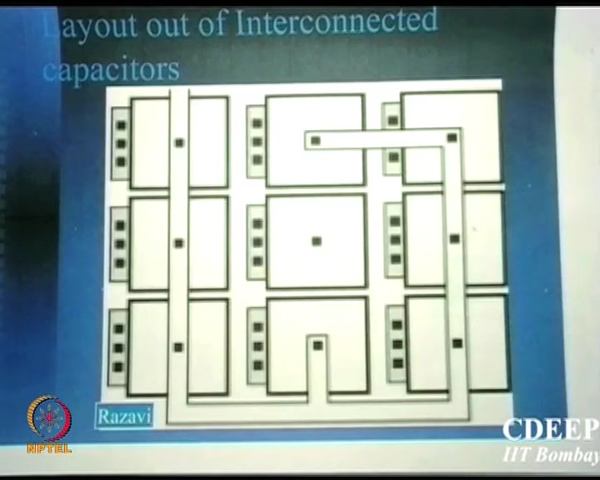 Layout out of Interconnected
capacitors
Razavi
NPTEL
CDEEP
IIT Bombay